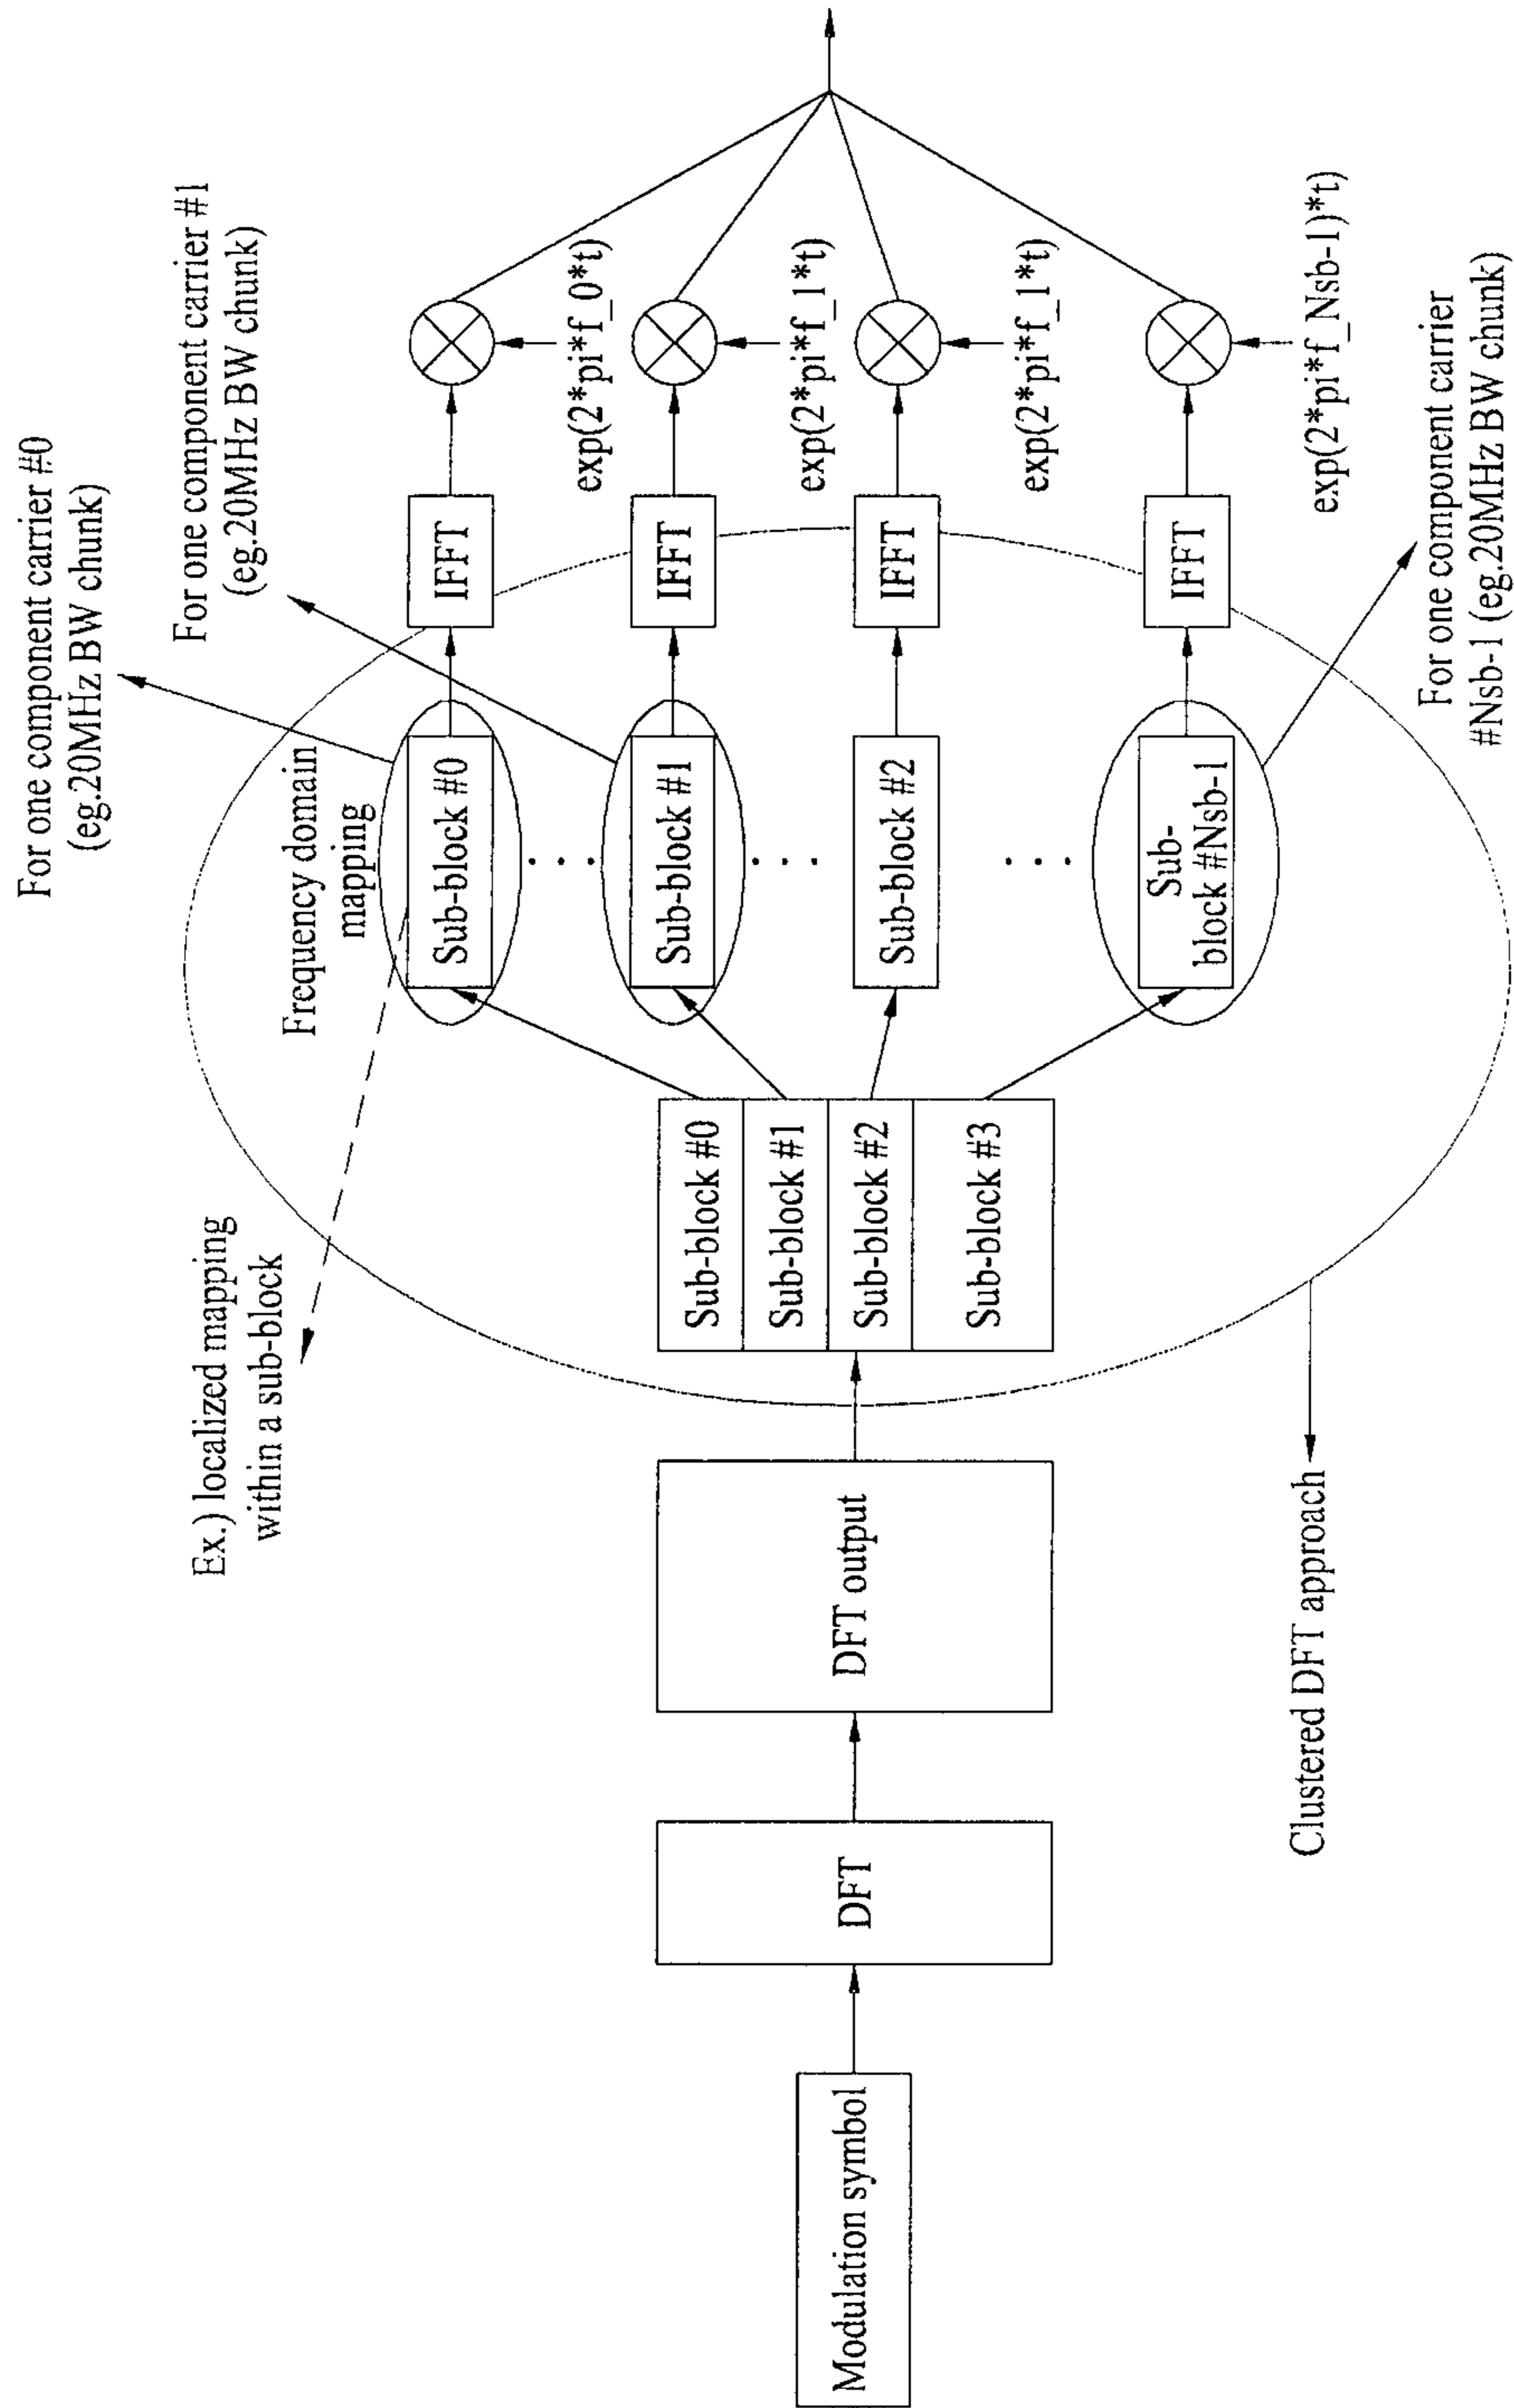 Modulation symbol
DFT
DFT output
Sub-block #0
Sub-block #1
Sub-block #2
Sub-block #3
Clustered DFT approach
Ex.) localized mapping
within a sub-block
Frequency domain
mapping
Sub-block #0
Sub-block #1
Sub-block #2
Sub-
block #Nsb-1
For one component carrier #0
(eg.20MHz BW chunk)
For one component carrier #1
(eg.20MHz BW chunk)
For one component carrier
#Nsb-1 (eg.20MHz BW chunk)
IFFT
IFFT
IFFT
IFFT
exp(2*pi*f_0*t)
exp(2*pi*f_1*t)
exp(2*pi*f_1*t)
exp(2*pi*f_Nsb-1)*t)